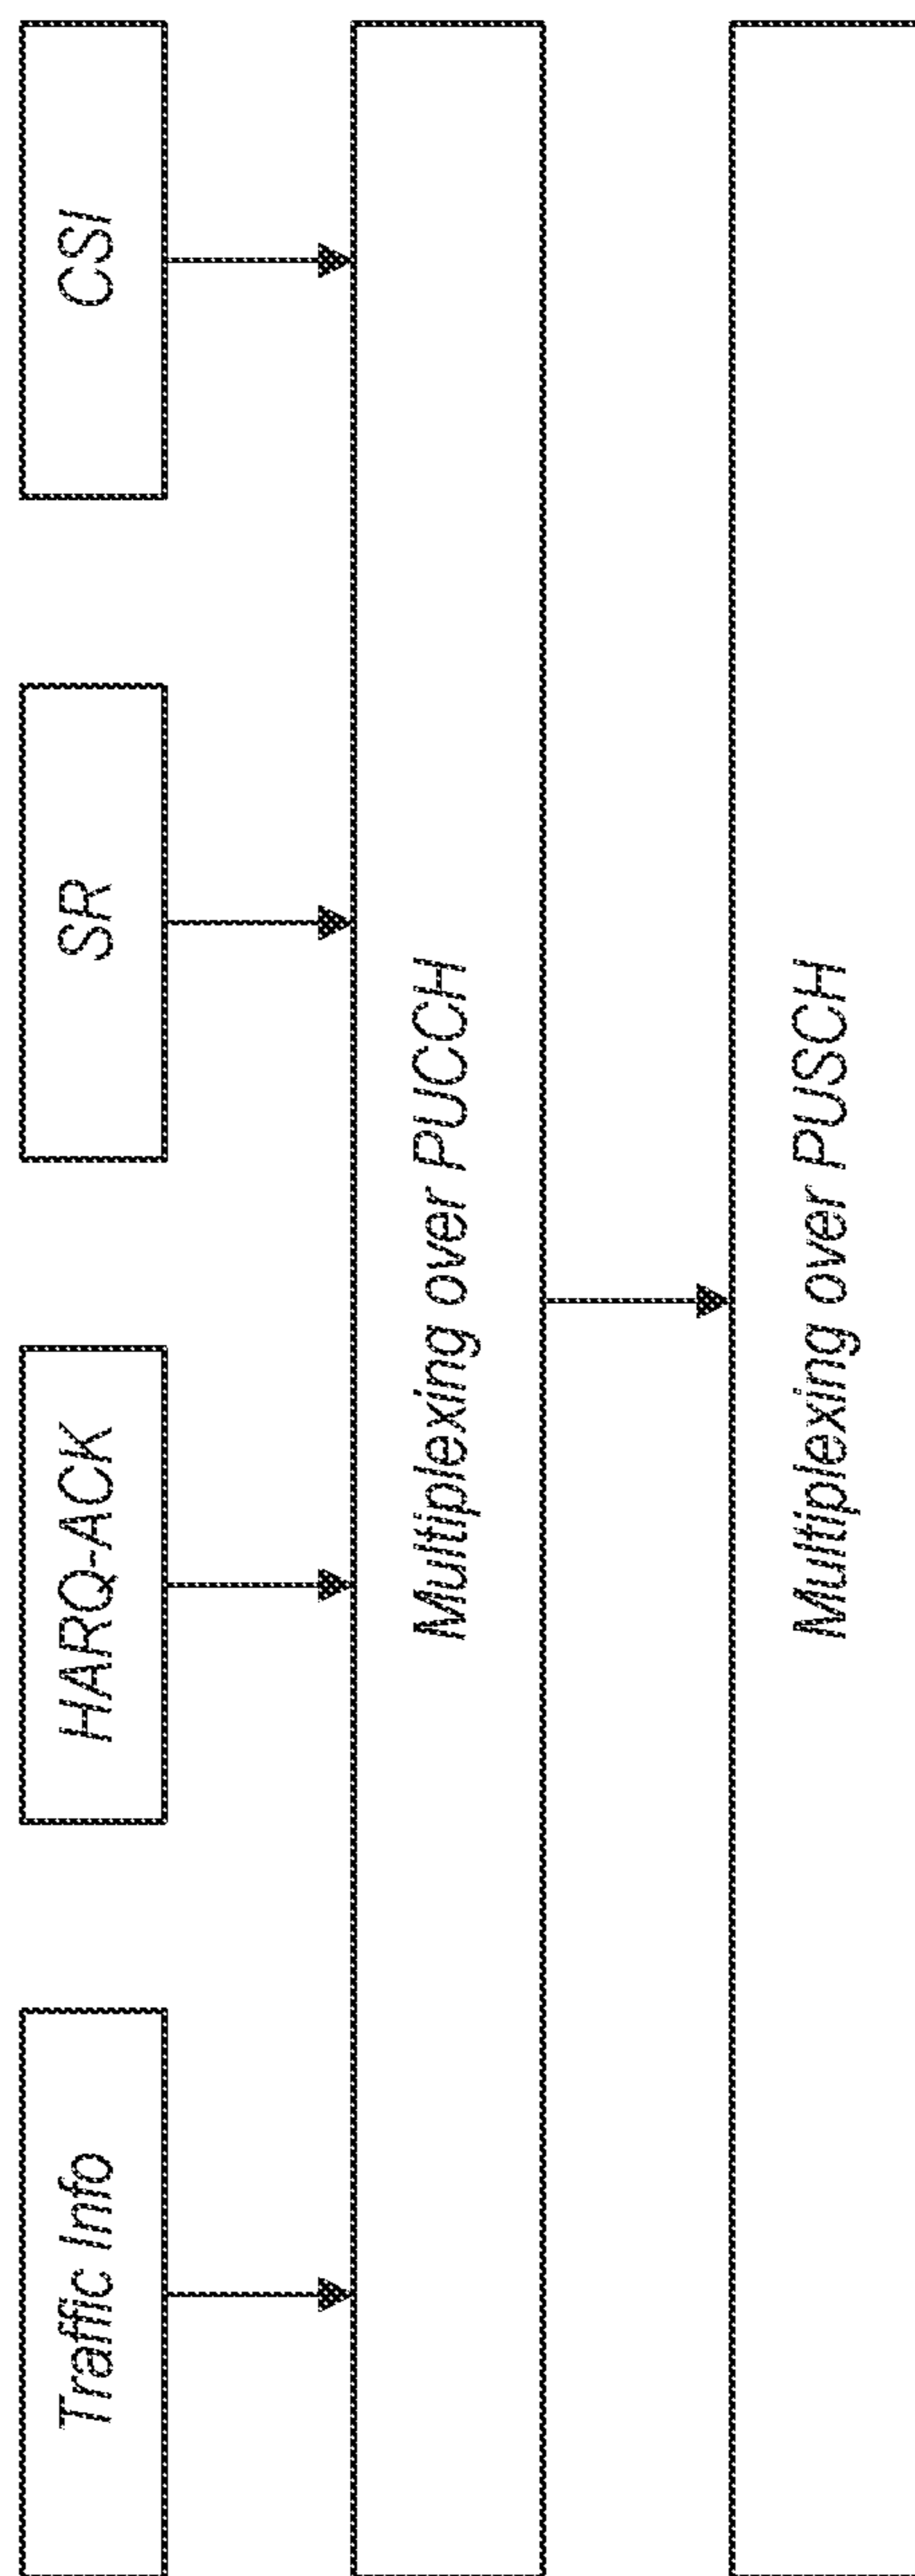 Traffic Info
HARQ-ACK
SR
CSI
Multiplexing over PUCCH
Multiplexing over PUSCH